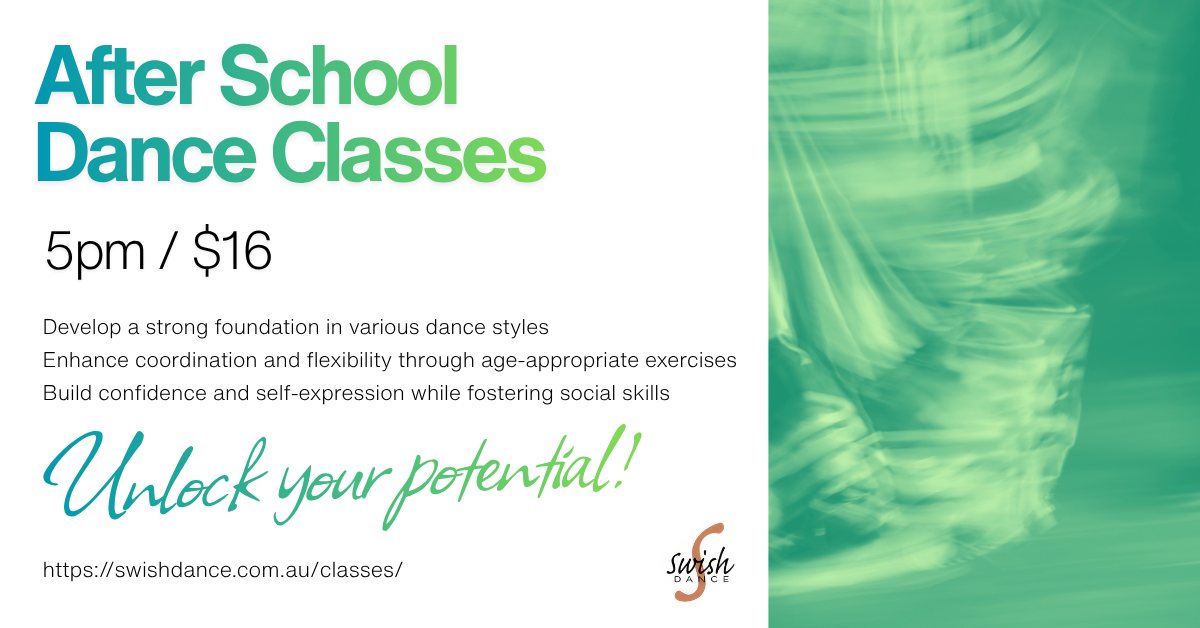 After School
Dance Classes
5pm / $16
Develop a strong foundation in various dance styles
Enhance coordination and flexibility through age-appropriate exercises
Build confidence and self-expression while fostering social skills
Unlock your potential!
https://swishdance.com.au/classes/
S
swish
DANCE